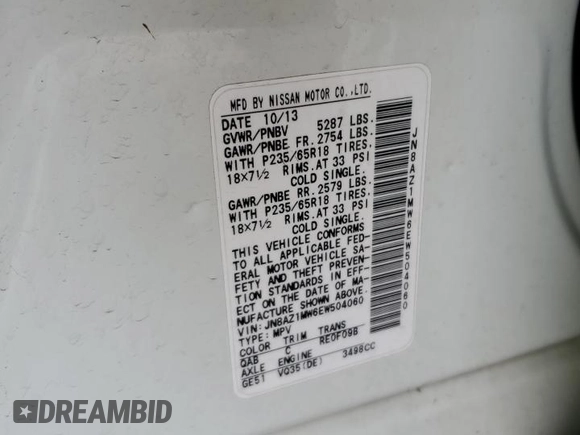 MFD BY NISSAN MOTOR CO.,LTD.
DATE 10/13
GVWR/PNBV 5287 LBS.
GAWR/PNBE FR. 2754 LBS.
WITH P235/65R18 TIRES.
18×7½ RIMS.AT 33 PSI
COLD SINGLE.
GAWR/PNBE RR. 2579 LBS.
WITH P235/65R18 TIRES.
18×7½ RIMS.AT 33 PSI
COLD SINGLE.
THIS VEHICLE CONFORMS
TO ALL APPLICABLE FED-
ERAL MOTOR VEHICLE SA-
FETY AND THEFT PREVEN-
TION STANDARDS IN EFF-
ECT ON THE DATE OF MA-
NUFACTURE SHOWN ABOVE.
VIN: JN8AZ1MW6EW504060
TYPE: MPV
COLOR TRIM TRANS
QAB C RE0F09B
AXLE ENGINE
GE51 VQ35(DE) 3498CC
JN8AZ1MW6EW504060
DREAMBID